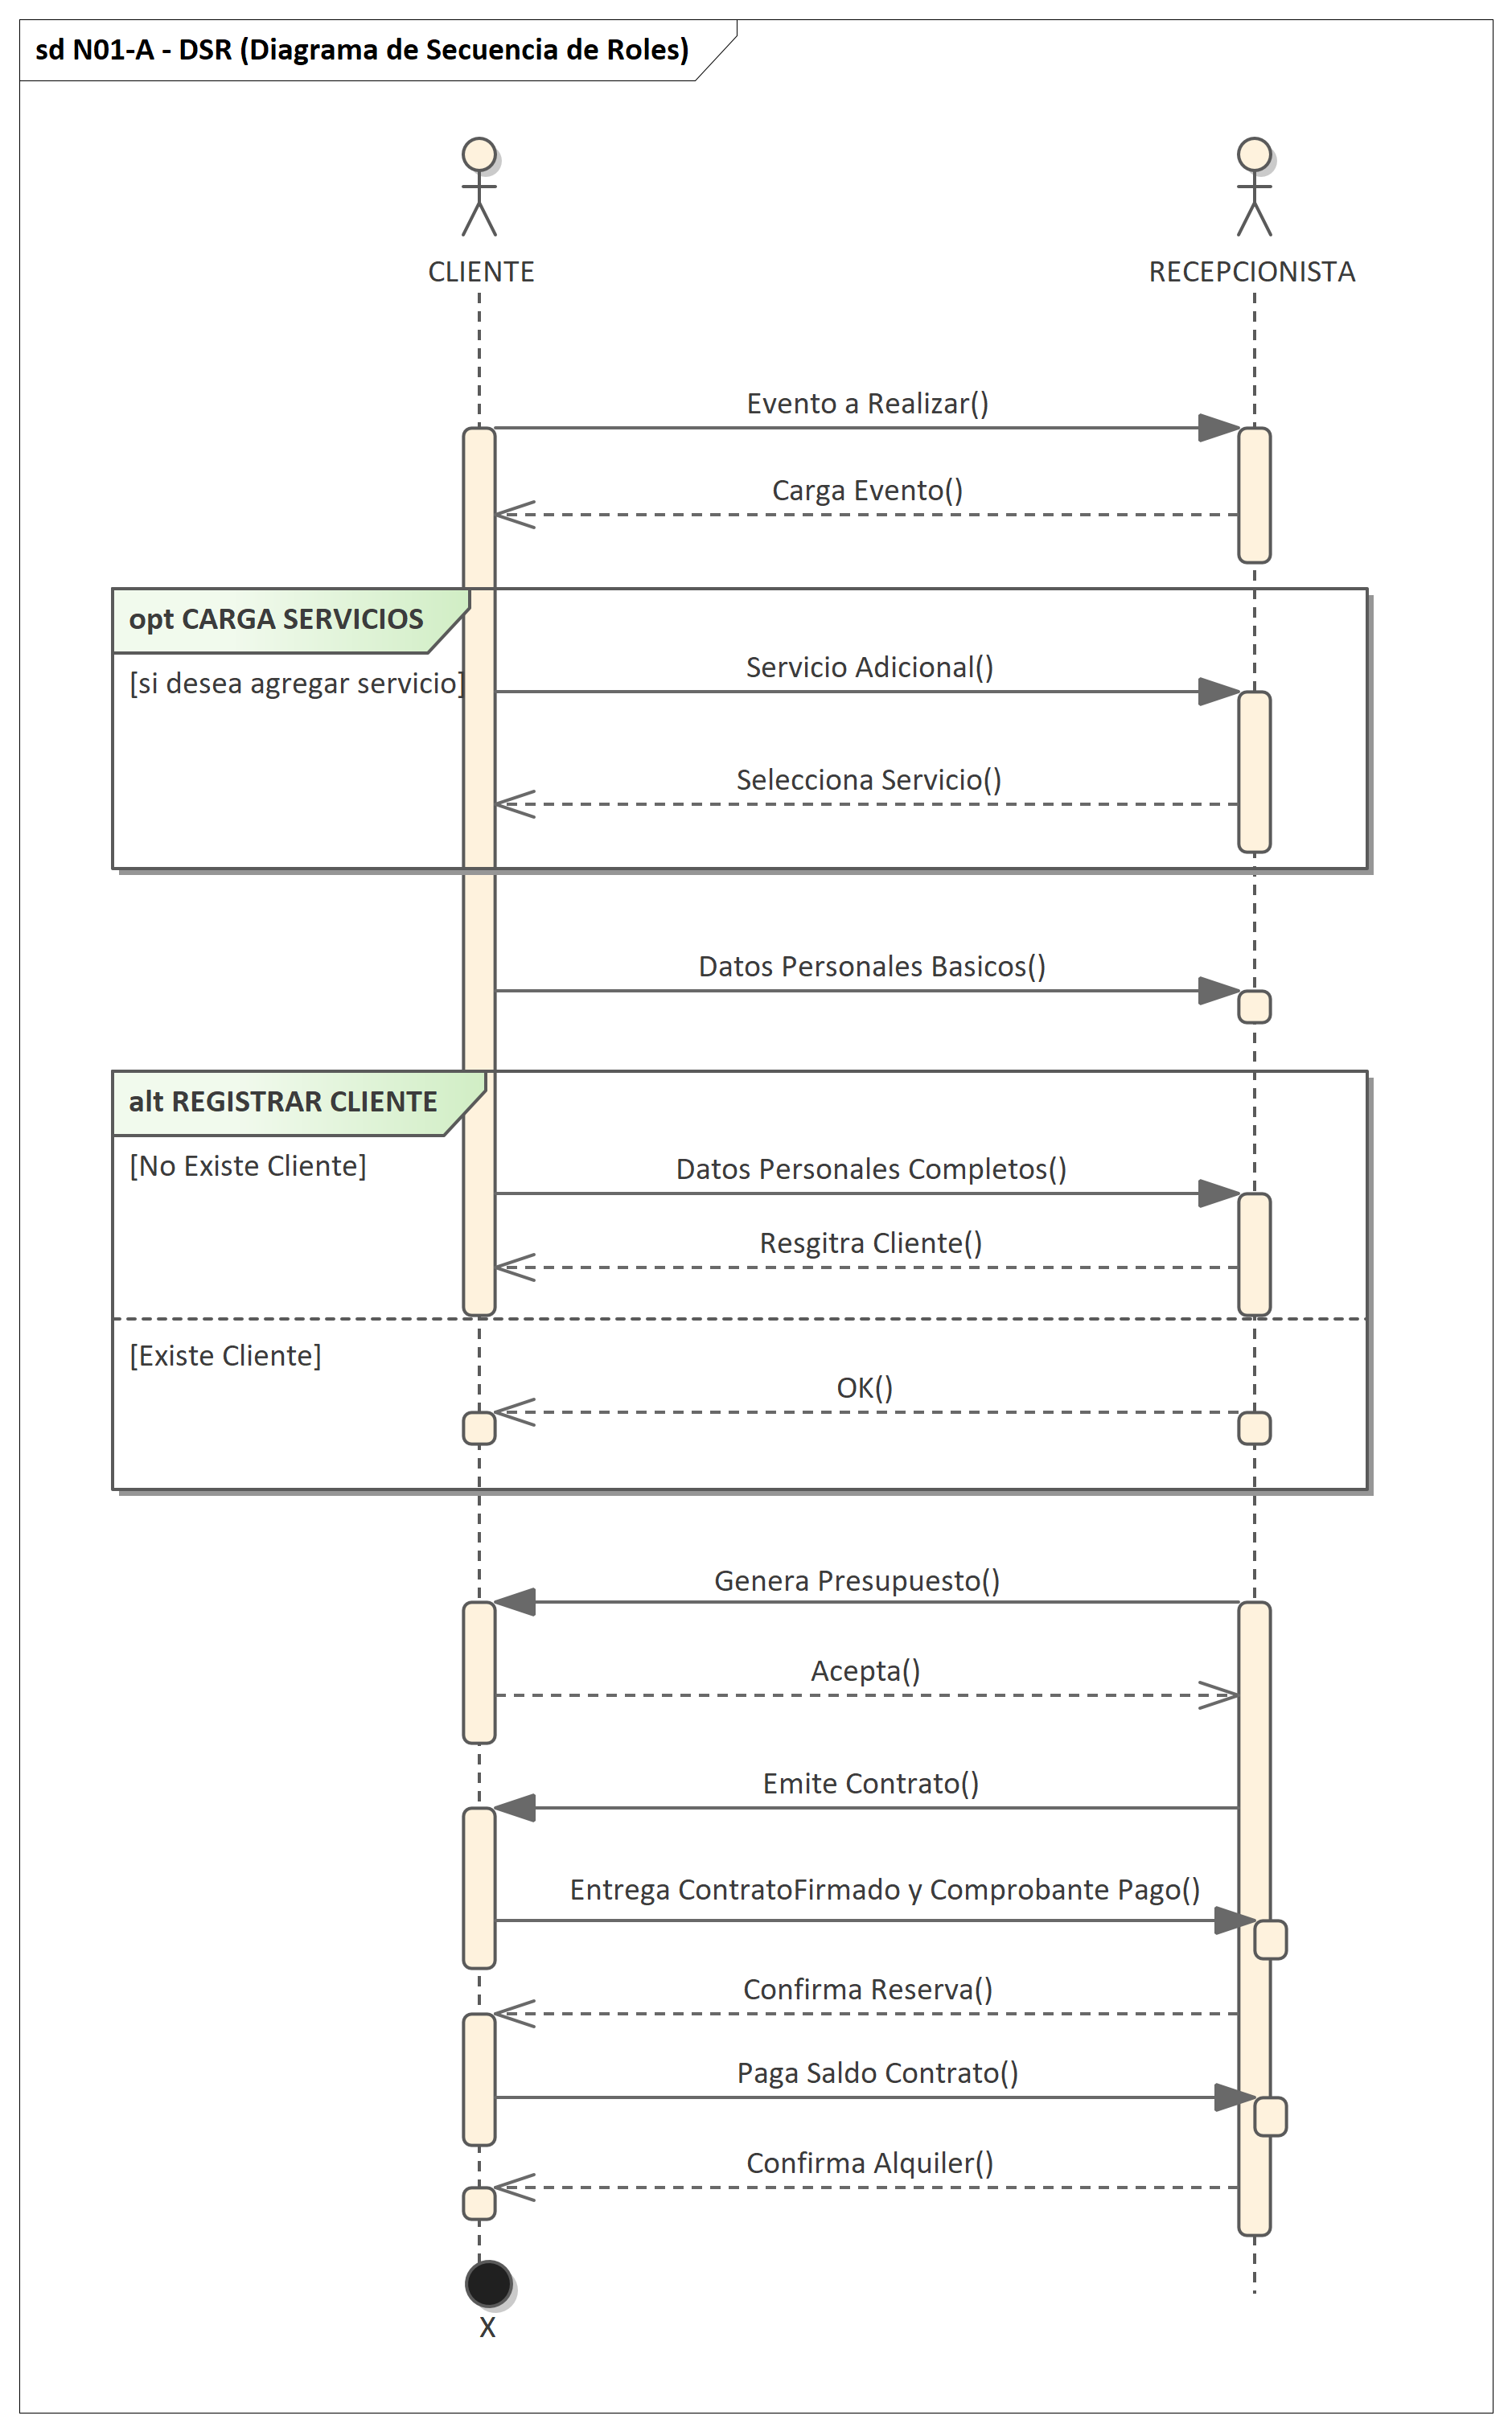 sd N01-A - DSR (Diagrama de Secuencia de Roles)
CLIENTE
RECEPCIONISTA
Evento a Realizar()
Carga Evento()
opt CARGA SERVICIOS
[si desea agregar servicio]
Servicio Adicional()
Selecciona Servicio()
Datos Personales Basicos()
alt REGISTRAR CLIENTE
[No Existe Cliente]
Datos Personales Completos()
Resgitra Cliente()
[Existe Cliente]
OK()
Genera Presupuesto()
Acepta()
Emite Contrato()
Entrega ContratoFirmado y Comprobante Pago()
Confirma Reserva()
Paga Saldo Contrato()
Confirma Alquiler()
X